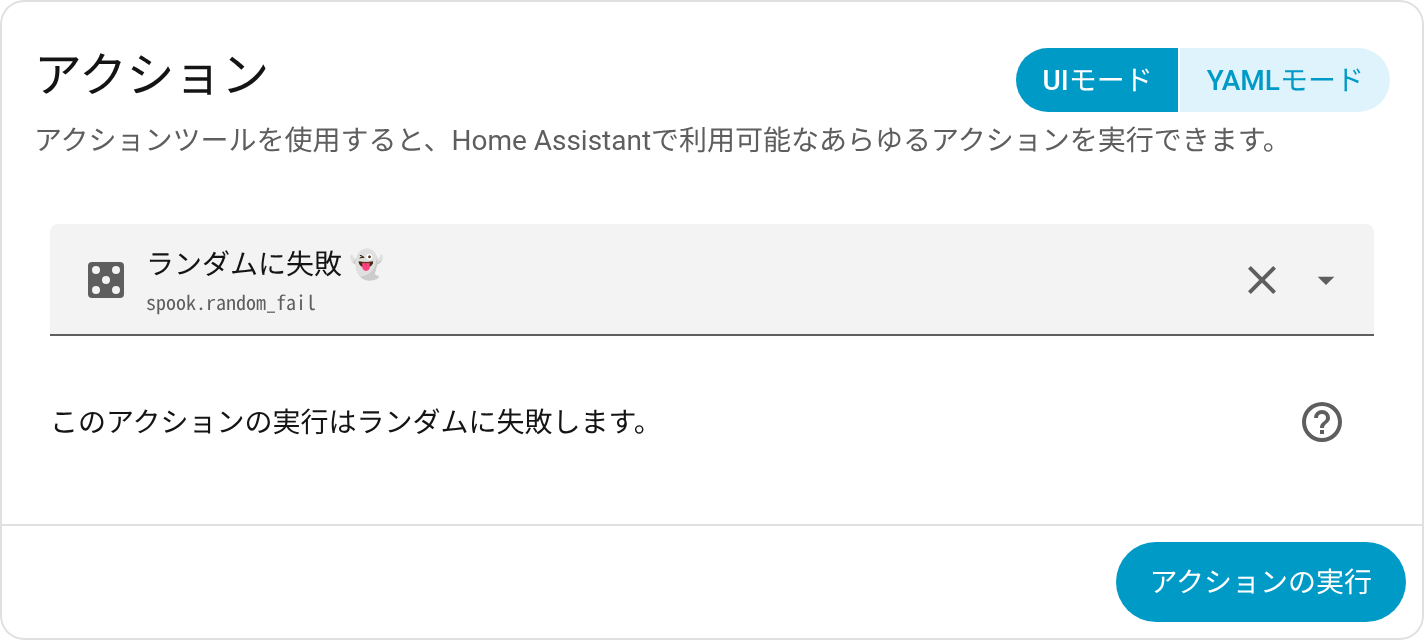 アクション
UIモード
YAMLモード
アクションツールを使用すると、Home Assistantで利用可能なあらゆるアクションを実行できます。
ランダムに失敗 👻
spook.random_fail
このアクションの実行はランダムに失敗します。
アクションの実行